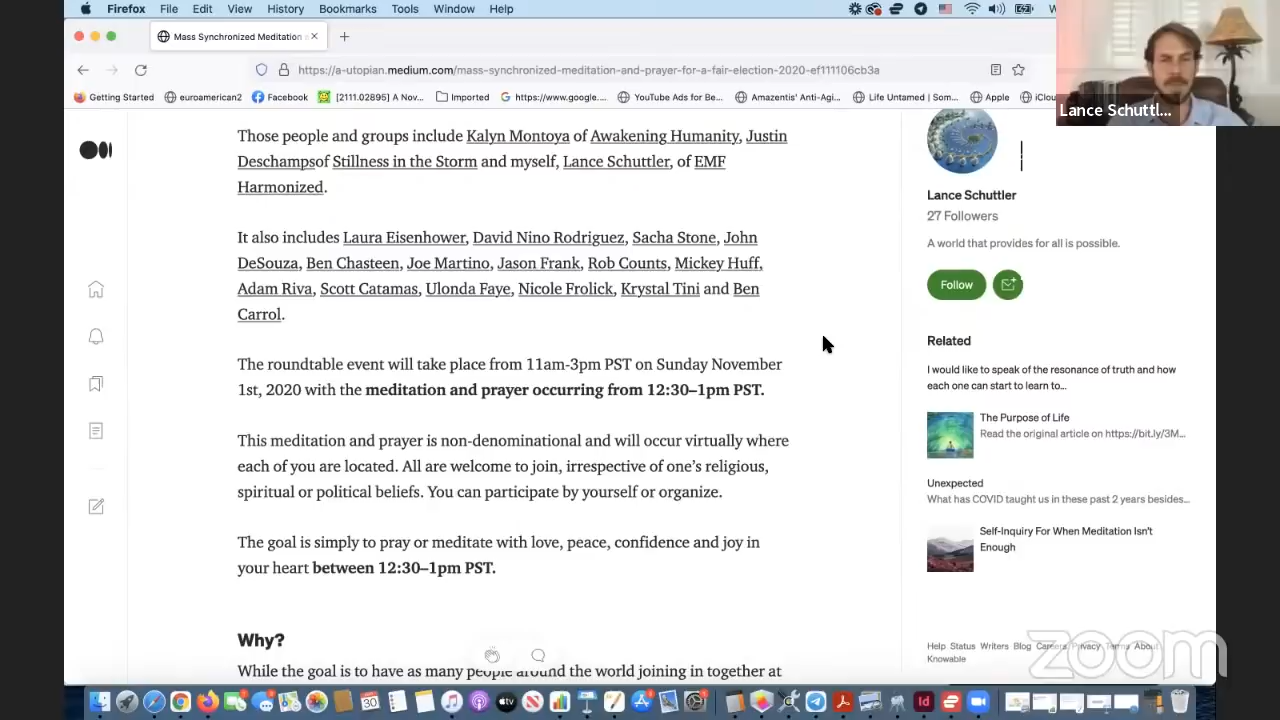 Firefox File Edit View History Bookmarks Tools Window Help
Mass Synchronized Meditation
https://a-utopian.medium.com/mass-synchronized-meditation-and-prayer-for-a-fair-election-2020-ef111106cb3a
Getting Started euroamerican2 Facebook [2111.02895] A Nov... Imported https://www.google.... YouTube Ads for Be... Amazentis' Anti-Agi... Life Untamed | Som... Apple iClou
Lance Schuttl...
Those people and groups include Kalyn Montoya of Awakening Humanity, Justin
Deschampsof Stillness in the Storm and myself, Lance Schuttler, of EMF
Harmonized.
It also includes Laura Eisenhower, David Nino Rodriguez, Sacha Stone, John
DeSouza, Ben Chasteen, Joe Martino, Jason Frank, Rob Counts, Mickey Huff,
Adam Riva, Scott Catamas, Ulonda Faye, Nicole Frolick, Krystal Tini and Ben
Carrol.
The roundtable event will take place from 11am-3pm PST on Sunday November
1st, 2020 with the meditation and prayer occurring from 12:30–1pm PST.
This meditation and prayer is non-denominational and will occur virtually where
each of you are located. All are welcome to join, irrespective of one's religious,
spiritual or political beliefs. You can participate by yourself or organize.
The goal is simply to pray or meditate with love, peace, confidence and joy in
your heart between 12:30–1pm PST.
Why?
While the goal is to have as many people around the world joining in together at
Lance Schuttler
27 Followers
A world that provides for all is possible.
Follow
Related
I would like to speak of the resonance of truth and how
each one can start to learn to...
The Purpose of Life
Read the original article on https://bit.ly/3M...
Unexpected
What has COVID taught us in these past 2 years besides...
Self-Inquiry For When Meditation Isn't
Enough
Help Status Writers Blog Careers Privacy Terms About
Knowable
zoom